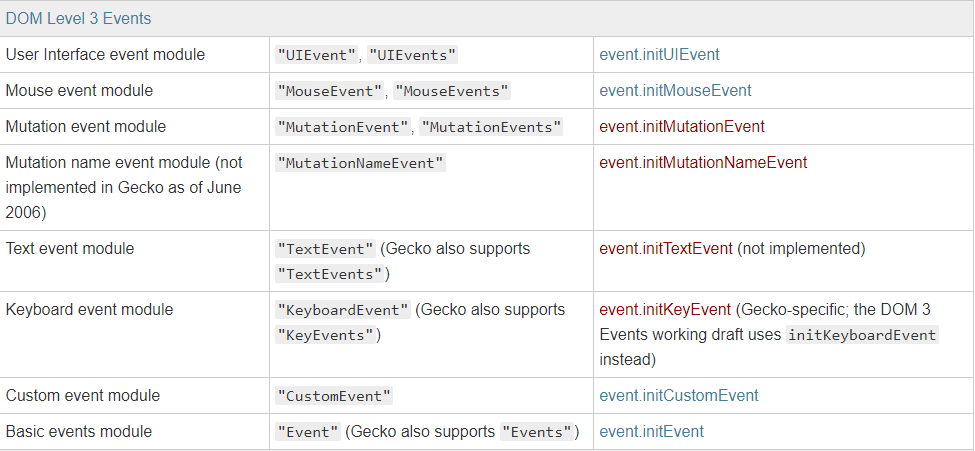 DOM Level 3 Events
User Interface event module "UIEvent", "UIEvents" event.initUIEvent
Mouse event module "MouseEvent", "MouseEvents" event.initMouseEvent
Mutation event module "MutationEvent", "MutationEvents" event.initMutationEvent
Mutation name event module (not
implemented in Gecko as of June
2006)
"MutationNameEvent"
event.initMutationNameEvent
Text event module
"TextEvent" (Gecko also supports
"TextEvents")
event.initTextEvent (not implemented)
Keyboard event module
"KeyboardEvent" (Gecko also supports
"KeyEvents")
event.initKeyEvent (Gecko-specific; the DOM 3
Events working draft uses initKeyboardEvent
instead)
Custom event module "CustomEvent" event.initCustomEvent
Basic events module "Event" (Gecko also supports "Events") event.initEvent